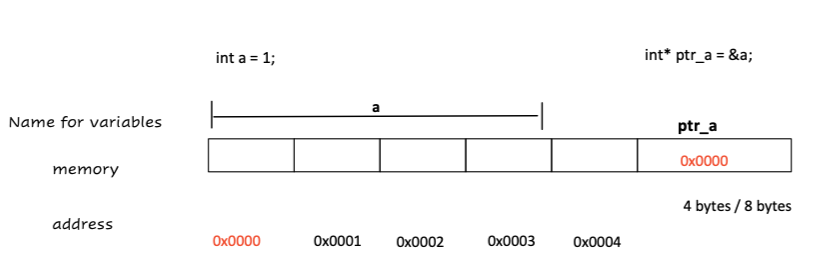 int a = 1;
int* ptr_a = &a;
a
Name for variables
ptr_a
memory
0x0000
4 bytes / 8 bytes
address
0x0000 0x0001 0x0002 0x0003 0x0004